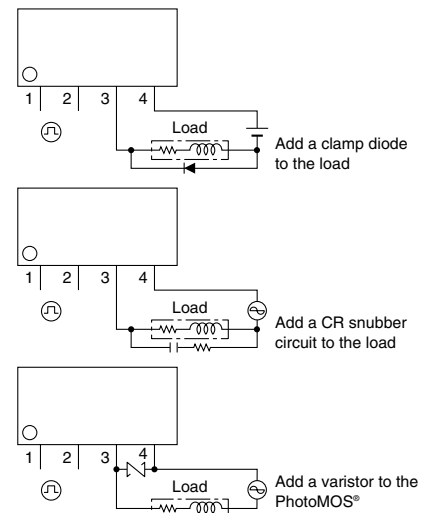 1 2 3 4
Load
Add a clamp diode
to the load
1 2 3 4
Load
Add a CR snubber
circuit to the load
1 2 3 4
Load
Add a varistor to the
PhotoMOS®